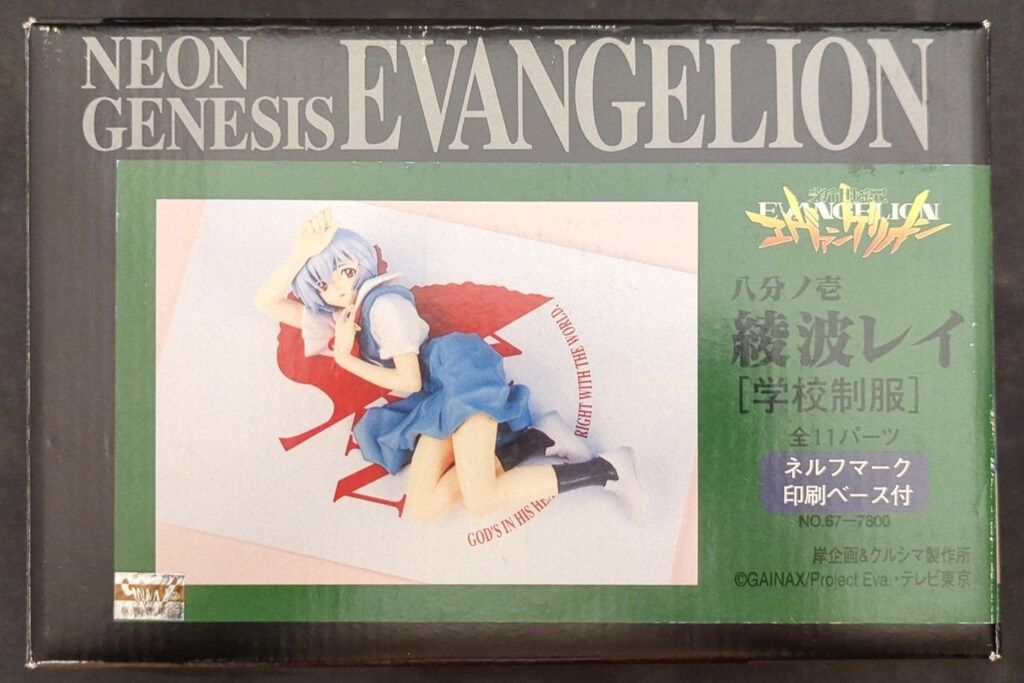 NEON
GENESIS EVANGELION
新世紀
EVANGELION
エヴァンゲリオン
八分ノ壱
綾波レイ
[学校制服]
全11パーツ
ネルフマーク
印刷ベース付
NO.67-7800
岸企画&クルシマ製作所
©GAINAX/Project Eva.・テレビ東京
RIGHT WITH THE WORLD.
GOD'S IN HIS